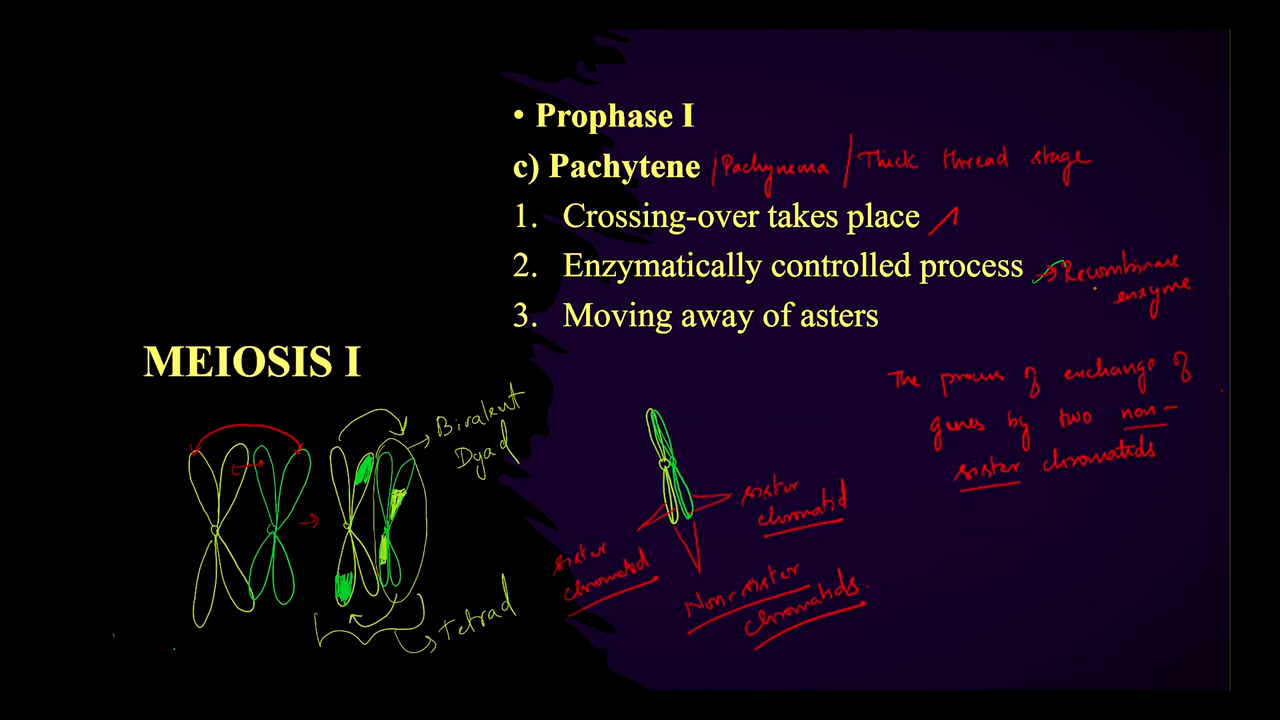 • Prophase I
c) Pachytene /Pachynema / Thick thread stage
1. Crossing-over takes place
2. Enzymatically controlled process → Recombinase
enzyme
3. Moving away of asters
MEIOSIS I
The process of exchange of
genes by two non-
sister chromatids
Bivalent
Dyad
Tetrad
sister
chromatid
sister
chromatid
Non-sister
chromatids.